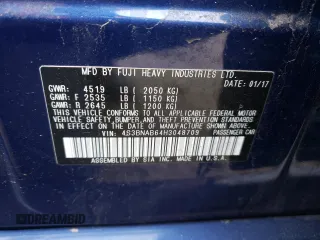 MFD BY FUJI HEAVY INDUSTRIES LTD.
DATE: 01/17
GVWR: 4519 LB ( 2050 KG)
GAWR: F 2535 LB ( 1150 KG)
GAWR: R 2645 LB ( 1200 KG)
THIS VEHICLE CONFORMS TO ALL APPLICABLE FEDERAL MOTOR
VEHICLE SAFETY, BUMPER, AND THEFT PREVENTION
STANDARDS IN EFFECT ON THE DATE OF MANUFACTURE
SHOWN ABOVE.
VIN: 4S3BNAB64H3048709 PASSENGER CAR
ASSEMBLED BY SIA INC. MADE IN U.S.A.